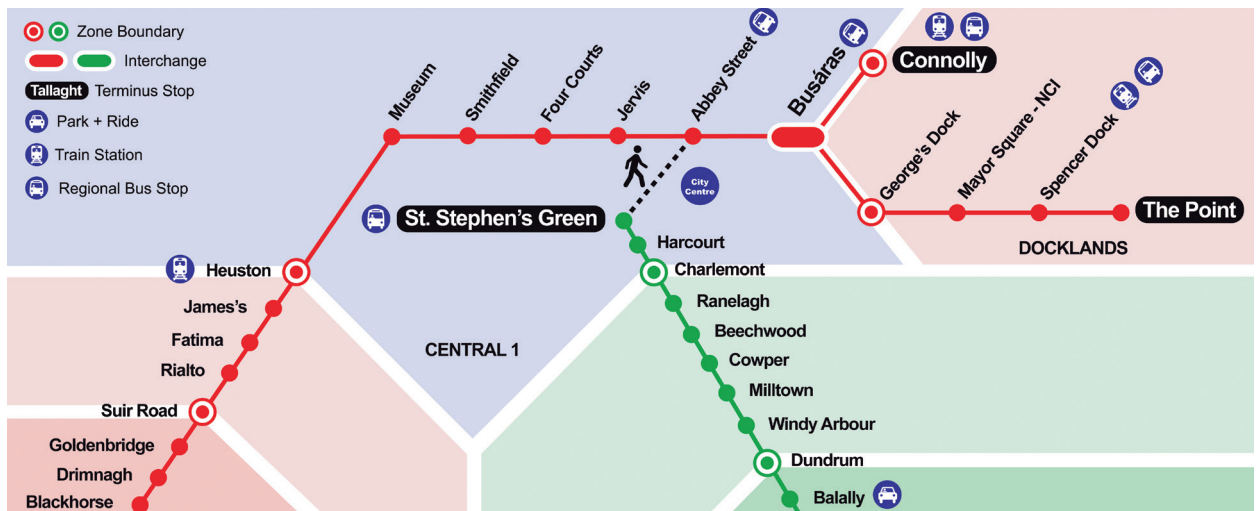 Zone Boundary
Interchange
Tallaght Terminus Stop
Park + Ride
Train Station
Regional Bus Stop
Museum
Smithfield
Four Courts
Jervis
Abbey Street
Busáras
Connolly
George's Dock
Mayor Square - NCI
Spencer Dock
The Point
DOCKLANDS
City
Centre
St. Stephen's Green
Harcourt
Charlemont
Ranelagh
Beechwood
Cowper
Milltown
Windy Arbour
Dundrum
Balally
CENTRAL 1
Heuston
James's
Fatima
Rialto
Suir Road
Goldenbridge
Drimnagh
Blackhorse